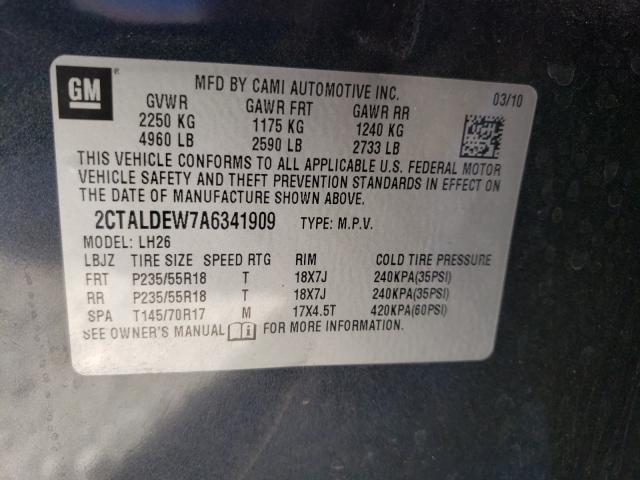 GM
MFD BY CAMI AUTOMOTIVE INC.
03/10
GVWR GAWR FRT GAWR RR
2250 KG 1175 KG 1240 KG
4960 LB 2590 LB 2733 LB
THIS VEHICLE CONFORMS TO ALL APPLICABLE U.S. FEDERAL MOTOR
VEHICLE SAFETY AND THEFT PREVENTION STANDARDS IN EFFECT ON
THE DATE OF MANUFACTURE SHOWN ABOVE.
2CTALDEW7A6341909 TYPE: M.P.V.
MODEL: LH26
LBJZ TIRE SIZE SPEED RTG RIM COLD TIRE PRESSURE
FRT P235/55R18 T 18X7J 240KPA(35PSI)
RR P235/55R18 T 18X7J 240KPA(35PSI)
SPA T145/70R17 M 17X4.5T 420KPA(60PSI)
SEE OWNER'S MANUAL FOR MORE INFORMATION.